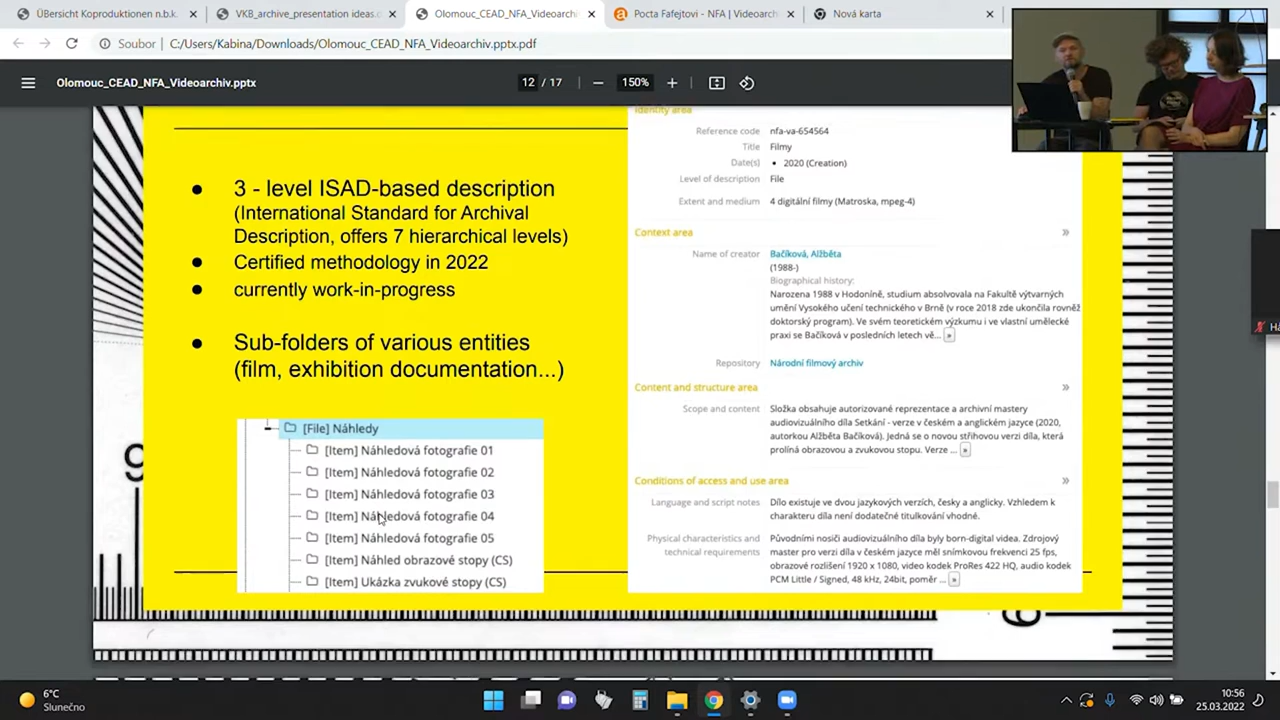 ÜBersicht Koproduktionen n.b.k.
VKB_archive_presentation ideas.o
Olomouc_CEAD_NFA_Videoarchiv.
Pocta Fafejtovi - NFA | Videoarch
Nová karta
Soubor | C:/Users/Kabina/Downloads/Olomouc_CEAD_NFA_Videoarchiv.pptx.pdf
Olomouc_CEAD_NFA_Videoarchiv.pptx
12 / 17
150%
● 3 - level ISAD-based description
(International Standard for Archival
Description, offers 7 hierarchical levels)
● Certified methodology in 2022
● currently work-in-progress
● Sub-folders of various entities
(film, exhibition documentation...)
[File] Náhledy
[Item] Náhledová fotografie 01
[Item] Náhledová fotografie 02
[Item] Náhledová fotografie 03
[Item] Náhledová fotografie 04
[Item] Náhledová fotografie 05
[Item] Náhled obrazové stopy (CS)
[Item] Ukázka zvukové stopy (CS)
Identity area
Reference code nfa-va-654564
Title Filmy
Date(s) • 2020 (Creation)
Level of description File
Extent and medium 4 digitální filmy (Matroska, mpeg-4)
Context area »
Name of creator Bačíková, Alžběta
(1988-)
Biographical history:
Narozena 1988 v Hodoníně, studium absolvovala na Fakultě výtvarných
umění Vysokého učení technického v Brně (v roce 2018 zde ukončila rovněž
doktorský program). Ve svém teoretickém výzkumu i ve vlastní umělecké
praxi se Bačíková v posledních letech vě... »
Repository Národní filmový archiv
Content and structure area »
Scope and content Složka obsahuje autorizované reprezentace a archivní mastery
audiovizuálního díla Setkání - verze v českém a anglickém jazyce (2020,
autorkou Alžběta Bačíková). Jedná se o novou střihovou verzi díla, která
prolíná obrazovou a zvukovou stopu. Verze ... »
Conditions of access and use area »
Language and script notes Dílo existuje ve dvou jazykových verzích, česky a anglicky. Vzhledem k
charakteru díla není dodatečné titulkování vhodné.
Physical characteristics and technical requirements Původními nosiči audiovizuálního díla byly born-digital videa. Zdrojový
master pro verzi díla v českém jazyce měl snímkovou frekvenci 25 fps,
obrazové rozlišení 1920 x 1080, video kodek ProRes 422 HQ, audio kodek
PCM Little / Signed, 48 kHz, 24bit, poměr ... »
9
6°C
Slunečno
10:56
25.03.2022